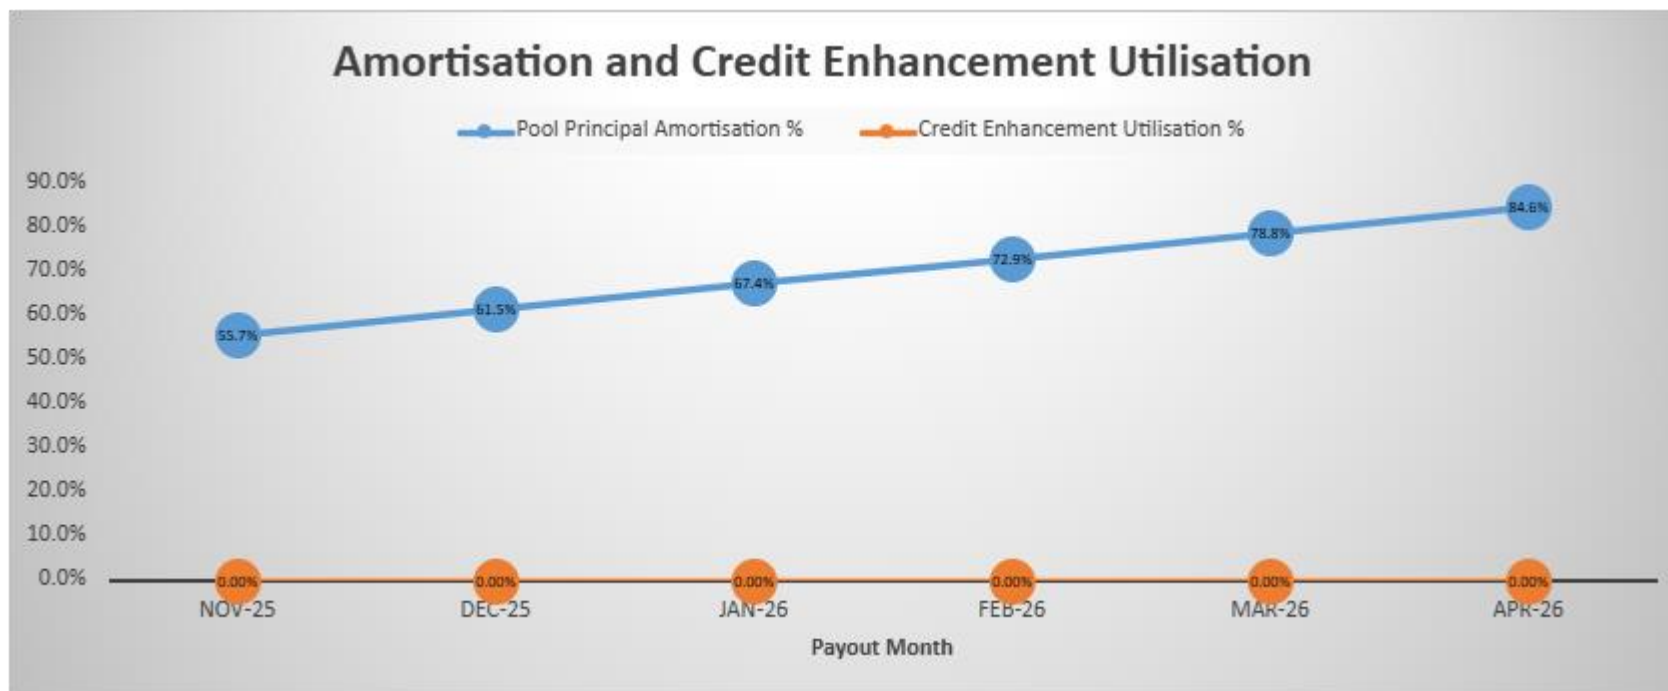 Amortisation and Credit Enhancement Utilisation
Pool Principal Amortisation % Credit Enhancement Utilisation %
90.0%
80.0%
70.0%
60.0%
50.0%
40.0%
30.0%
20.0%
10.0%
0.0%
55.7% 61.5% 67.4% 72.9% 78.8% 84.6%
0.00% 0.00% 0.00% 0.00% 0.00% 0.00%
NOV-25 DEC-25 JAN-26 FEB-26 MAR-26 APR-26
Payout Month